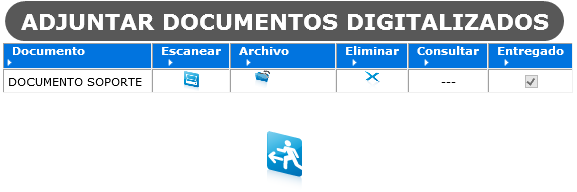 ADJUNTAR DOCUMENTOS DIGITALIZADOS
Documento Escanear Archivo Eliminar Consultar Entregado
DOCUMENTO SOPORTE ---